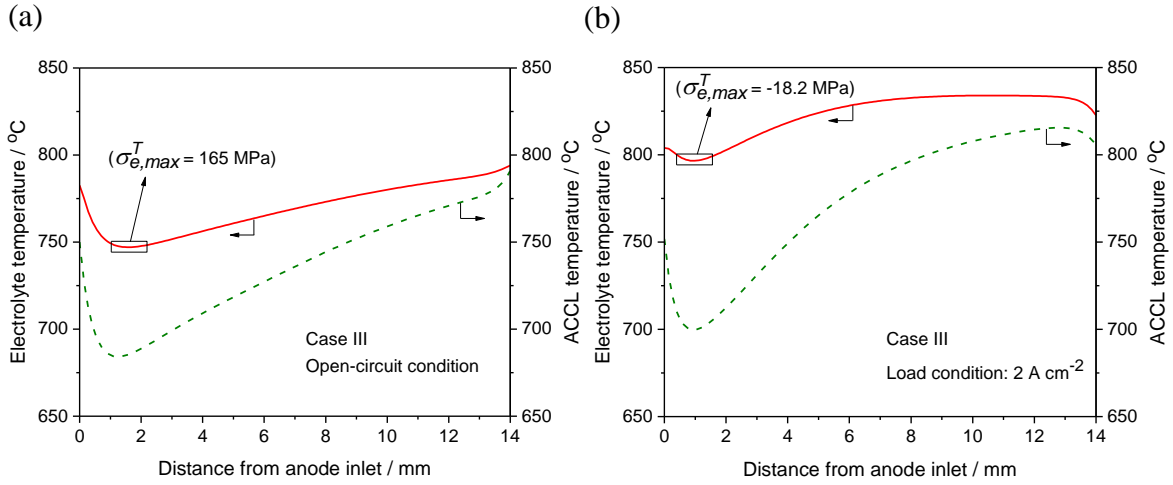 (a)
(σᵀe,max = 165 MPa)
Electrolyte temperature / °C
850
800
750
700
650
0 2 4 6 8 10 12 14
Distance from anode inlet / mm
850
800
750
700
650
ACCL temperature / °C
Case III
Open-circuit condition
(b)
(σᵀe,max = -18.2 MPa)
Electrolyte temperature / °C
850
800
750
700
650
0 2 4 6 8 10 12 14
Distance from anode inlet / mm
850
800
750
700
650
ACCL temperature / °C
Case III
Load condition: 2 A cm⁻²